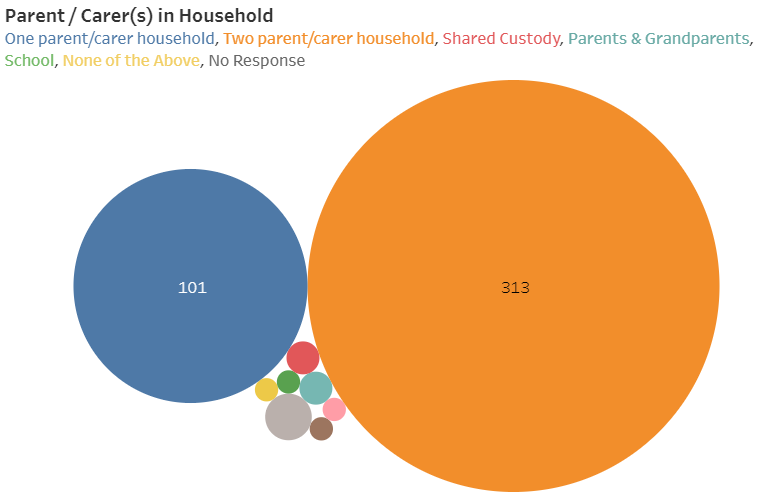 Parent / Carer(s) in Household
One parent/carer household, Two parent/carer household, Shared Custody, Parents & Grandparents,
School, None of the Above, No Response
101
313